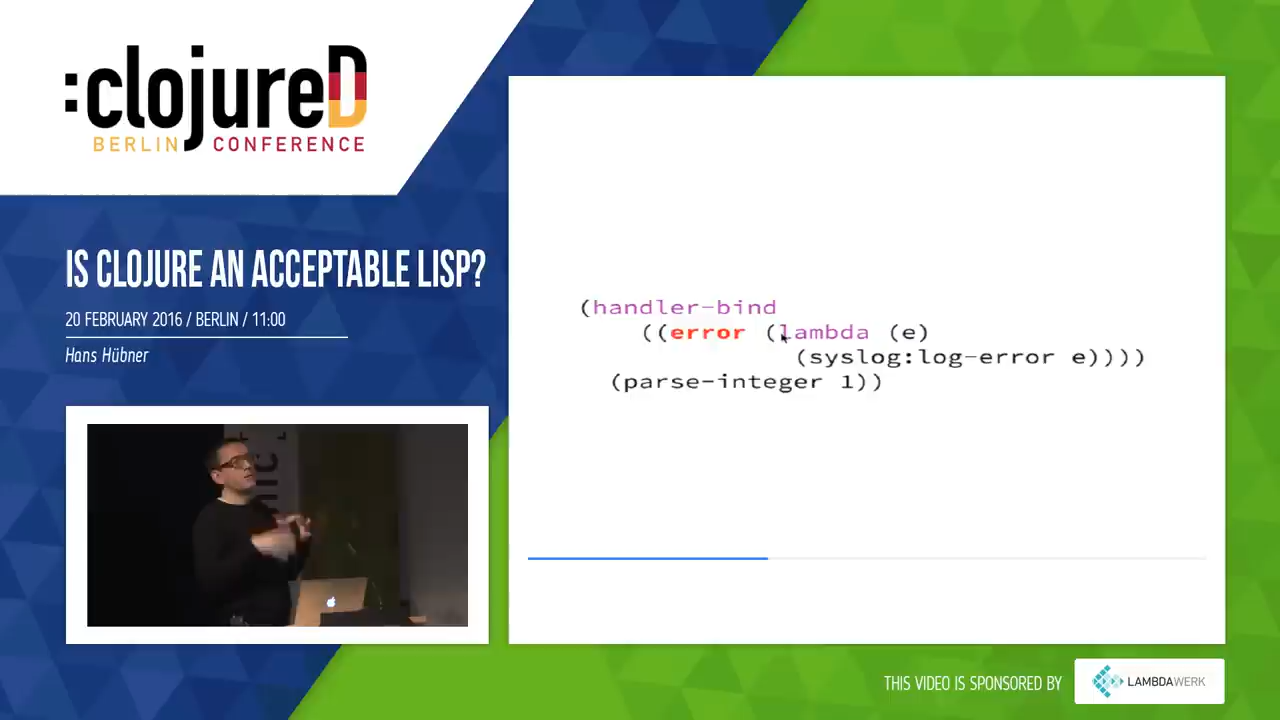 :clojureD
BERLIN CONFERENCE
IS CLOJURE AN ACCEPTABLE LISP?
20 FEBRUARY 2016 / BERLIN / 11:00
Hans Hübner
(handler-bind
((error (lambda (e)
(syslog:log-error e))))
(parse-integer 1))
THIS VIDEO IS SPONSORED BY
LAMBDAWERK